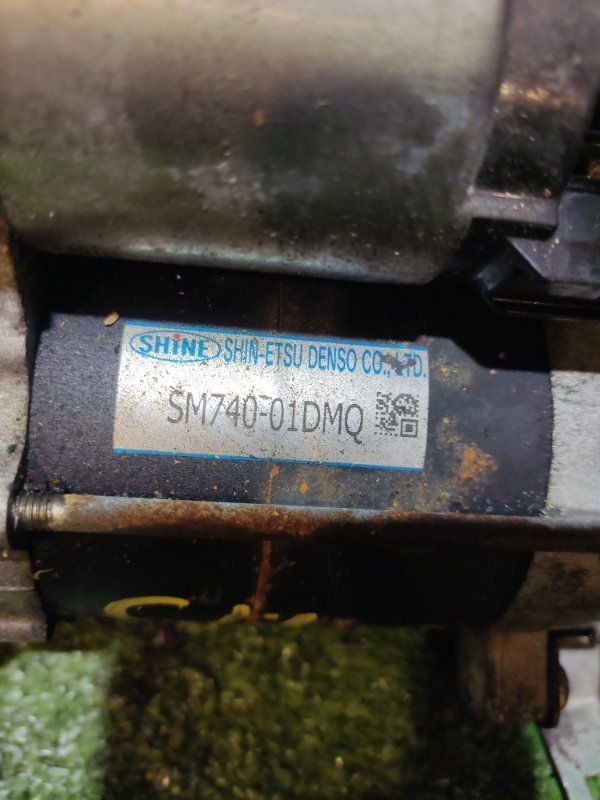 SHiNE SHIN-ETSU DENSO CO., LTD.
SM740-01DMQ